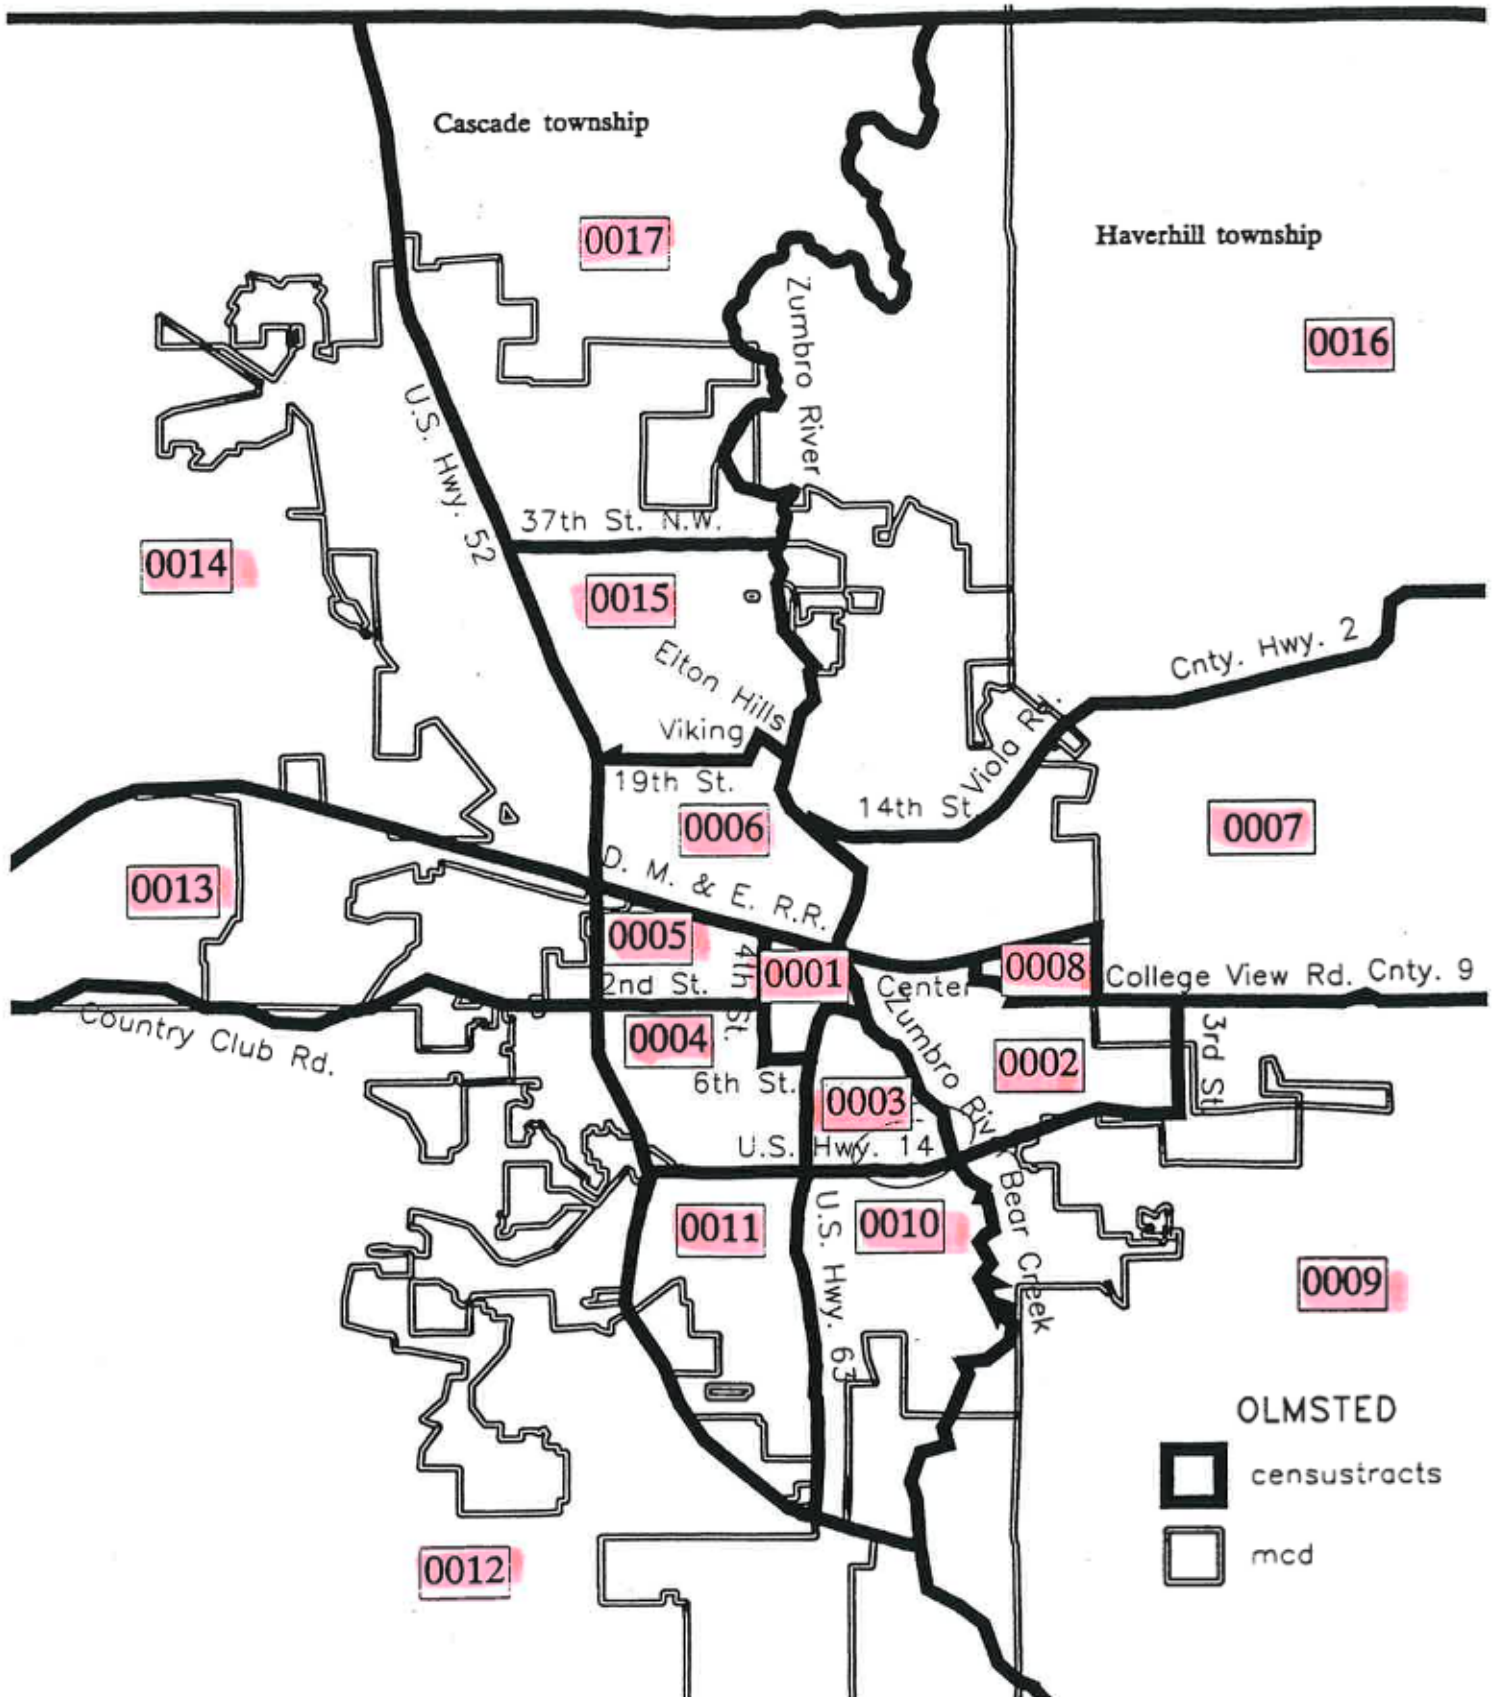 Cascade township
0017
Haverhill township
Zumbro River
0016
U.S. Hwy. 52
37th St. N.W.
0014
0015
Elton Hills
Cnty. Hwy. 2
Viking
Viola
19th St.
14th St.
0006
0007
D. M. & E. R.R.
0013
0005
4th St.
0001
0008
2nd St.
Center
College View Rd. Cnty. 9
Country Club Rd.
0004
Zumbro Riv
0002
3rd St
6th St.
0003
U.S. Hwy. 14
0011
U.S. Hwy. 63
0010
Bear Creek
0009
OLMSTED
censustracts
mcd
0012